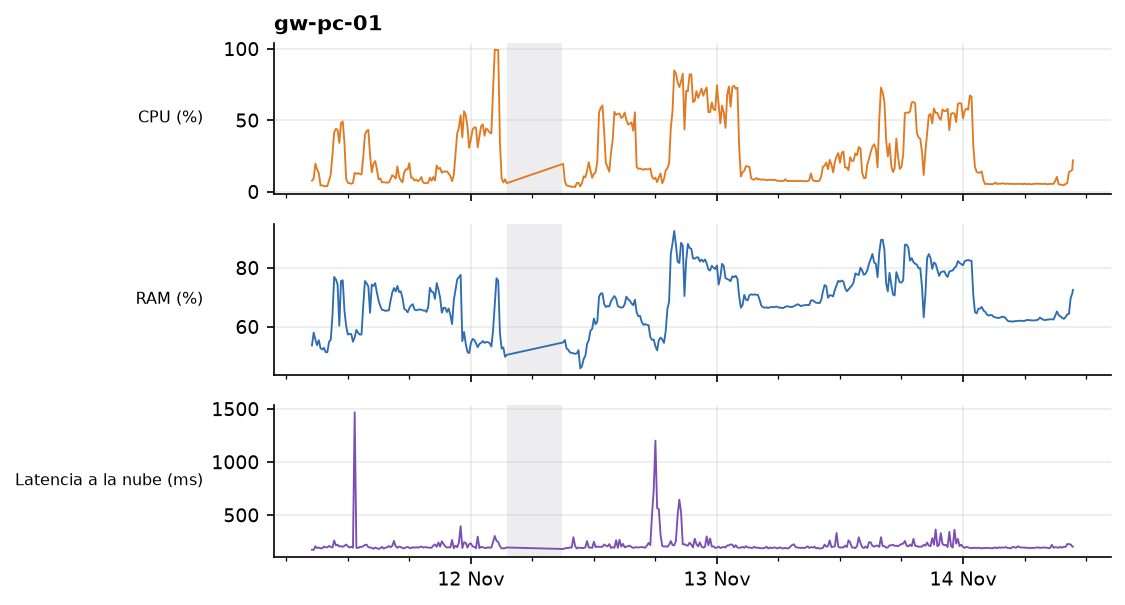 gw-pc-01
100
50
0
CPU (%)
80
60
RAM (%)
1500
1000
500
Latencia a la nube (ms)
12 Nov
13 Nov
14 Nov